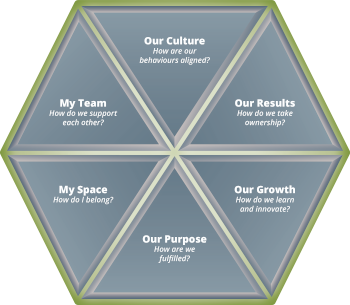 Our Culture
How are our
behaviours aligned?
My Team
How do we support
each other?
Our Results
How do we take
ownership?
My Space
How do I belong?
Our Growth
How do we learn
and innovate?
Our Purpose
How are we
fulfilled?